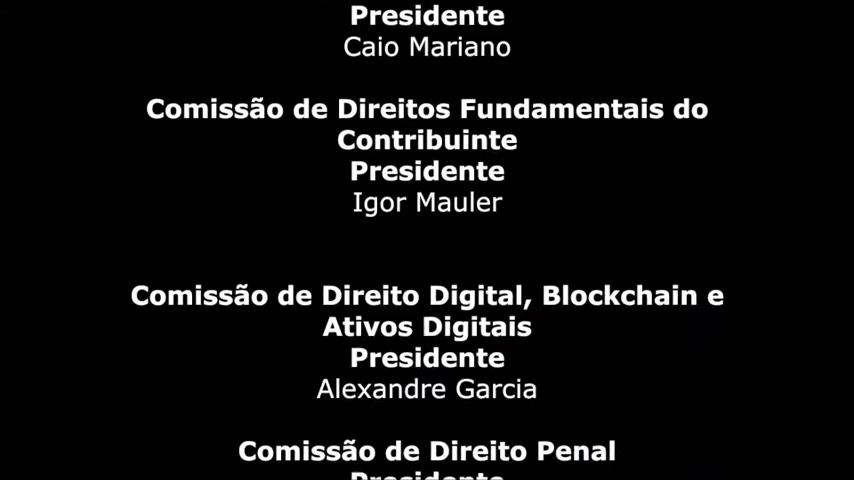 Presidente
Caio Mariano
Comissão de Direitos Fundamentais do
Contribuinte
Presidente
Igor Mauler
Comissão de Direito Digital, Blockchain e
Ativos Digitais
Presidente
Alexandre Garcia
Comissão de Direito Penal
Presidente